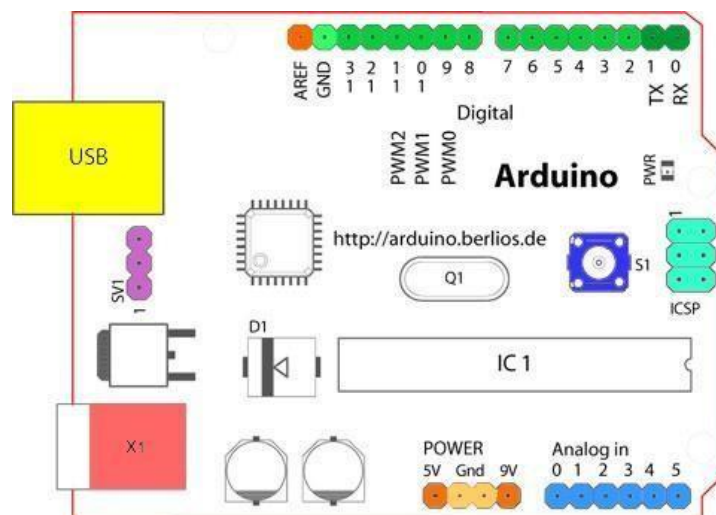 AREF GND 13 12 11 10 9 8 7 6 5 4 3 2 1 0
TX RX
Digital
USB
PWM2 PWM1 PWM0
Arduino
PWR
http://arduino.berlios.de
1
S1
Q1
SV1
1
ICSP
D1
IC 1
X1
POWER
5V Gnd 9V
Analog in
0 1 2 3 4 5